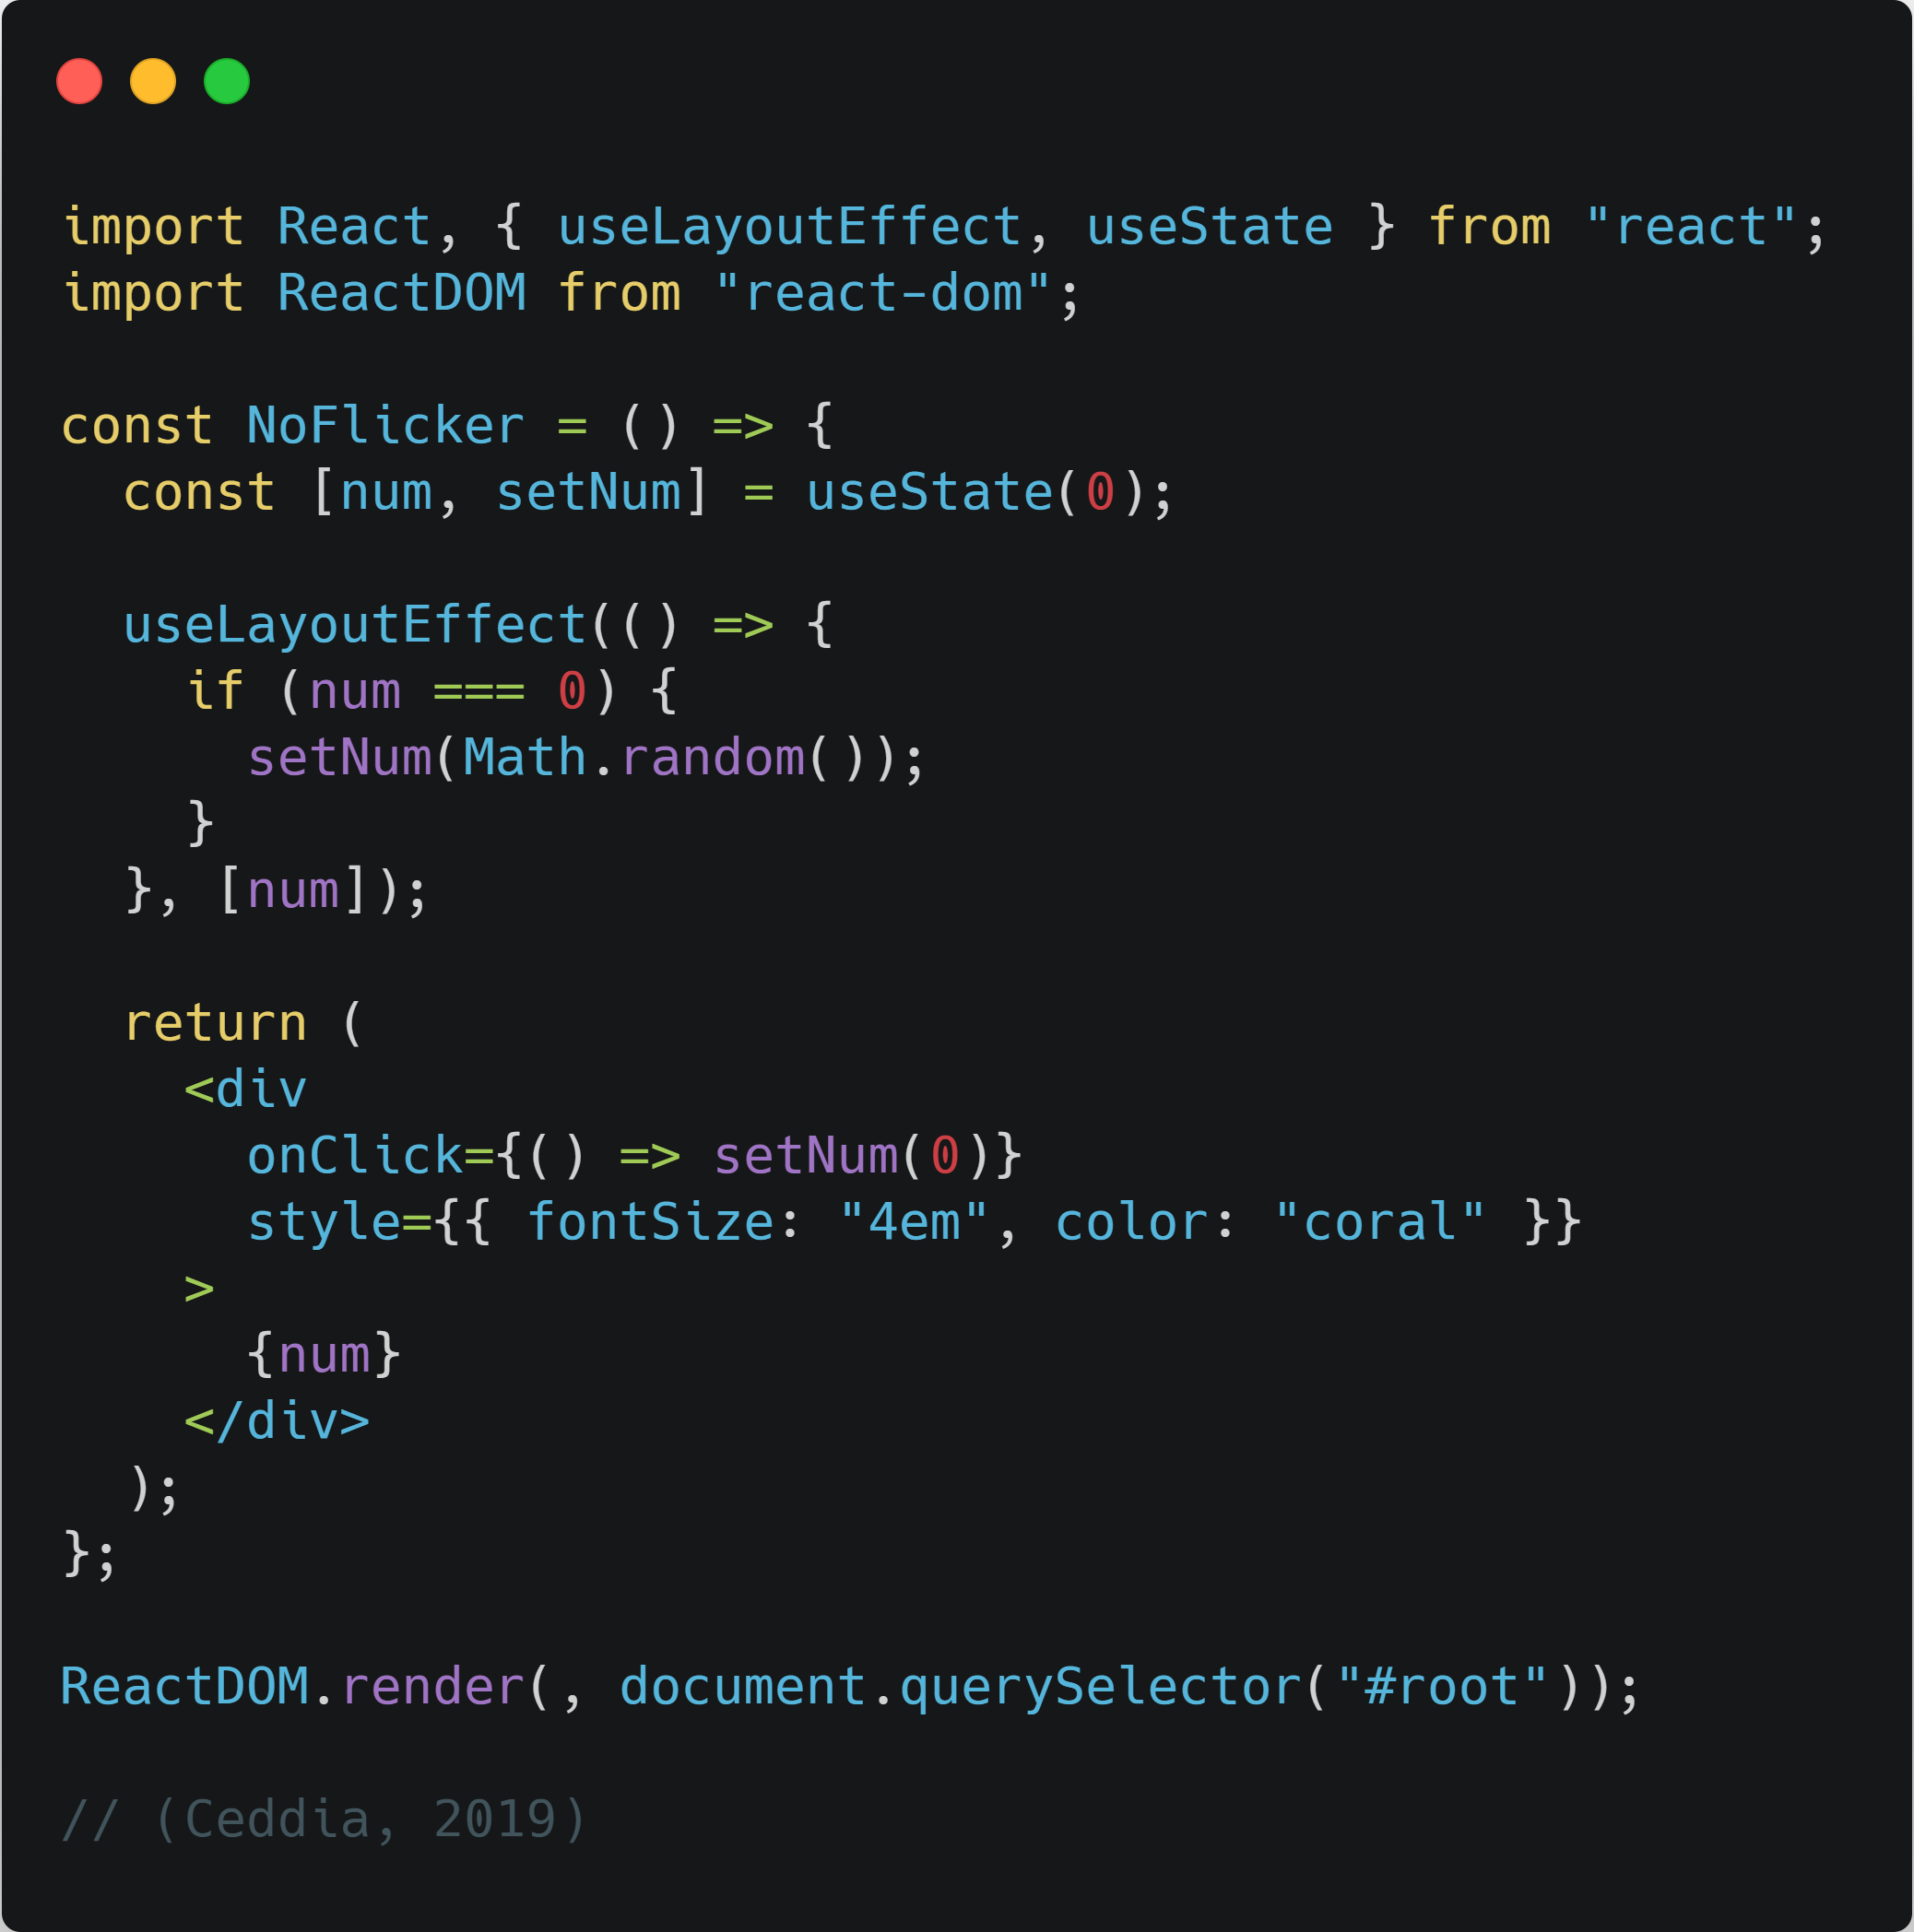 import React, { useLayoutEffect, useState } from "react";
import ReactDOM from "react-dom";

const NoFlicker = () => {
  const [num, setNum] = useState(0);

  useLayoutEffect(() => {
    if (num === 0) {
      setNum(Math.random());
    }
  }, [num]);

  return (
    <div
      onClick={() => setNum(0)}
      style={{ fontSize: "4em", color: "coral" }}
    >
      {num}
    </div>
  );
};

ReactDOM.render(, document.querySelector("#root"));

// (Ceddia, 2019)